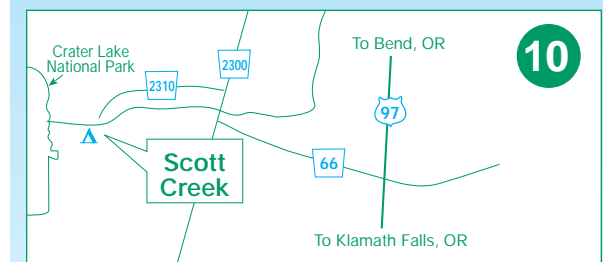 Crater Lake
National Park
2310
2300
To Bend, OR
10
97
Scott
Creek
66
To Klamath Falls, OR